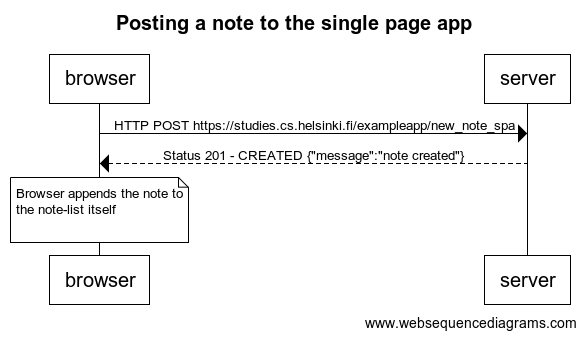 Posting a note to the single page app
browser
server
HTTP POST https://studies.cs.helsinki.fi/exampleapp/new_note_spa
Status 201 - CREATED {"message":"note created"}
Browser appends the note to
the note-list itself
browser
server
www.websequencediagrams.com